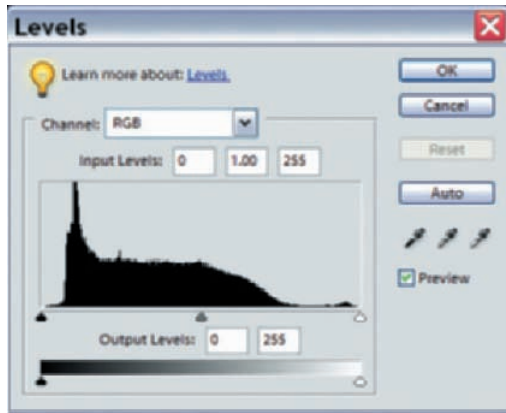 Levels
Learn more about: Levels
OK
Cancel
Reset
Auto
Preview
Channel: RGB
Input Levels: 0 1.00 255
Output Levels: 0 255